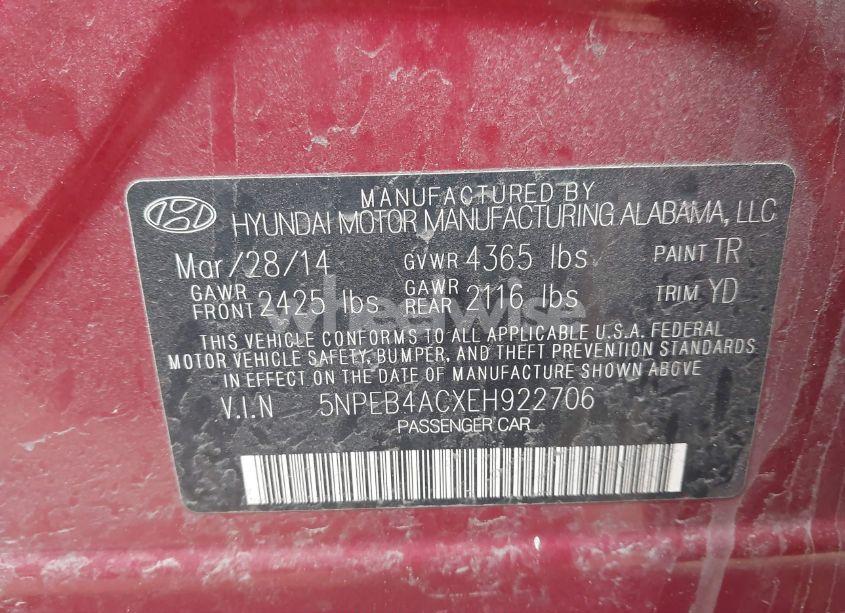 MANUFACTURED BY
HYUNDAI MOTOR MANUFACTURING ALABAMA, LLC
Mar/28/14 GVWR 4365 lbs PAINT TR
GAWR FRONT 2425 lbs GAWR REAR 2116 lbs TRIM YD
wheelwise
THIS VEHICLE CONFORMS TO ALL APPLICABLE U.S.A. FEDERAL
MOTOR VEHICLE SAFETY, BUMPER, AND THEFT PREVENTION STANDARDS
IN EFFECT ON THE DATE OF MANUFACTURE SHOWN ABOVE
V.I.N 5NPEB4ACXEH922706
PASSENGER CAR